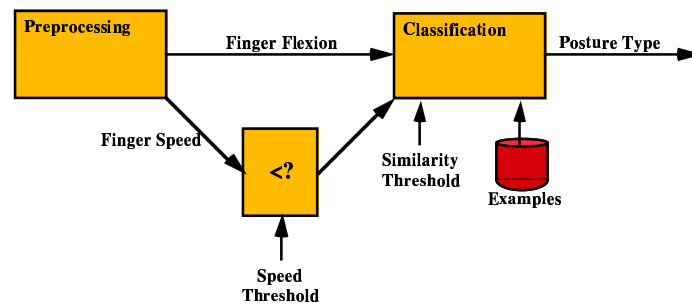 Preprocessing
Finger Flexion
Classification
Posture Type
Finger Speed
<?
Similarity
Threshold
Examples
Speed
Threshold